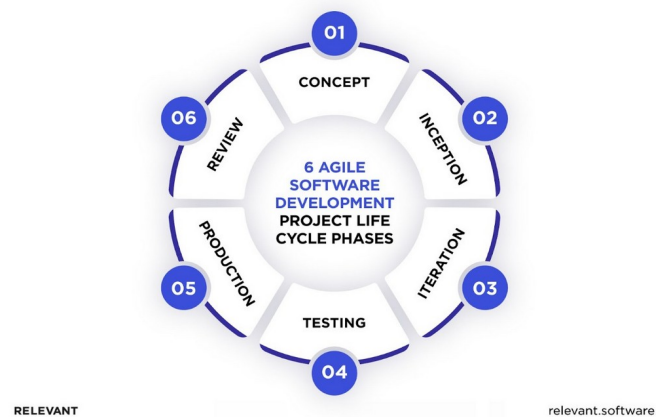 01
CONCEPT
02
INCEPTION
03
ITERATION
04
TESTING
05
PRODUCTION
06
REVIEW
6 AGILE
SOFTWARE
DEVELOPMENT
PROJECT LIFE
CYCLE PHASES
RELEVANT
relevant.software